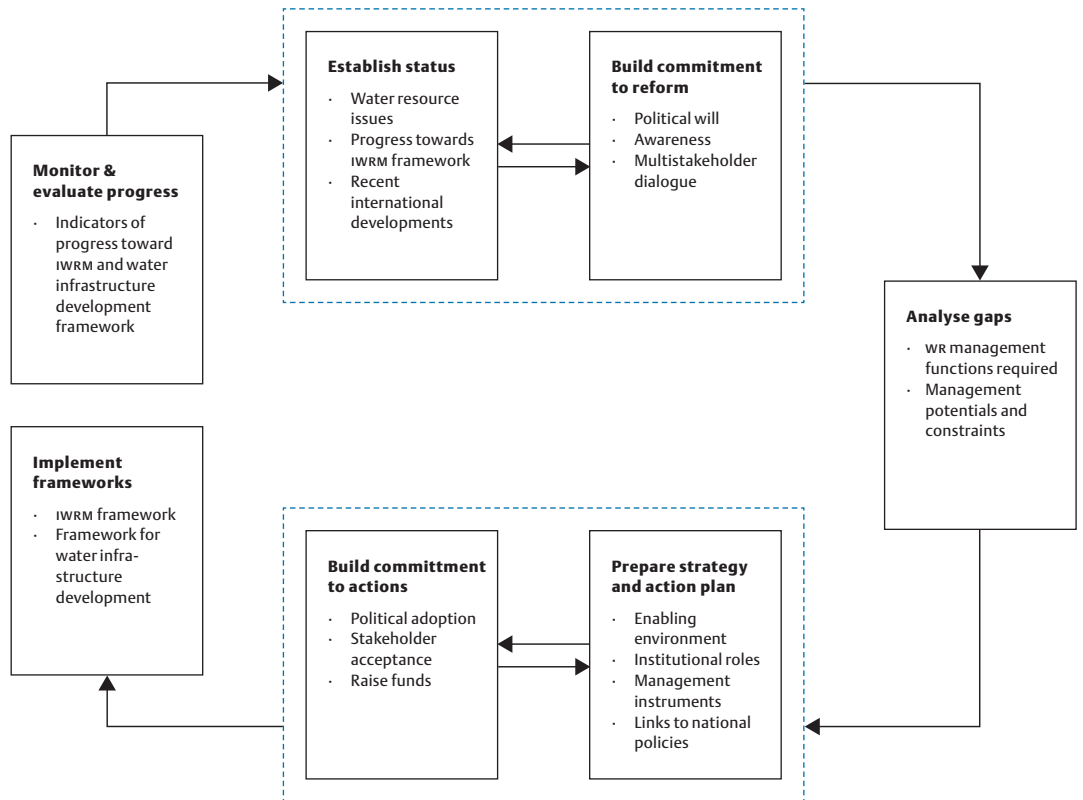 Establish status
· Water resource
issues
· Progress towards
IWRM framework
· Recent
international
developments
Build commitment
to reform
· Political will
· Awareness
· Multistakeholder
dialogue
Monitor &
evaluate progress
· Indicators of
progress toward
IWRM and water
infrastructure
development
framework
Analyse gaps
· WR management
functions required
· Management
potentials and
constraints
Implement
frameworks
· IWRM framework
· Framework for
water infra-
structure
development
Build committment
to actions
· Political adoption
· Stakeholder
acceptance
· Raise funds
Prepare strategy
and action plan
· Enabling
environment
· Institutional roles
· Management
instruments
· Links to national
policies